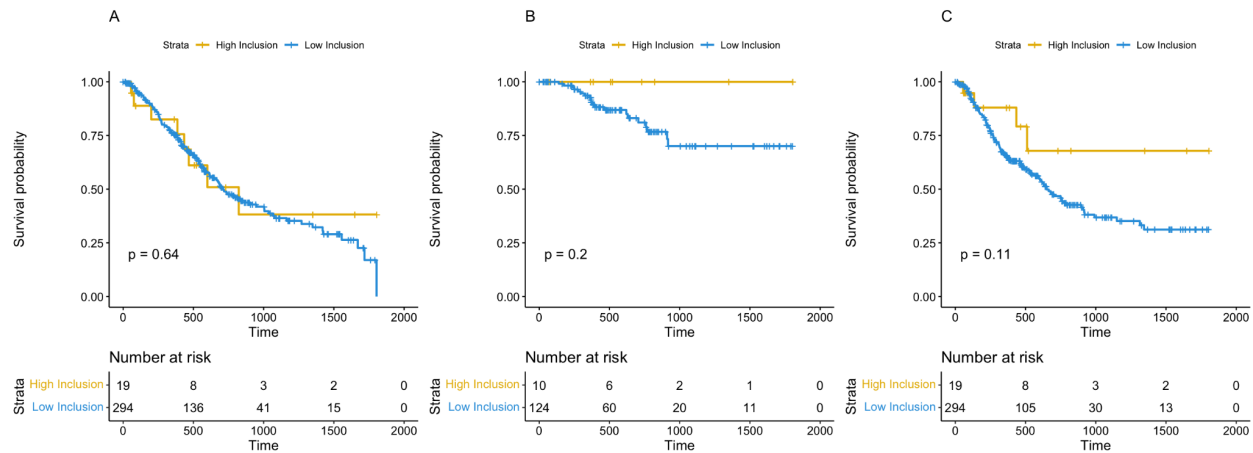 A
Strata High Inclusion Low Inclusion
Survival probability
1.00
0.75
0.50
0.25
0.00
p = 0.64
0 500 1000 1500 2000
Time
Number at risk
Strata
High Inclusion 19 8 3 2 0
Low Inclusion 294 136 41 15 0
0 500 1000 1500 2000
Time
B
Strata High Inclusion Low Inclusion
Survival probability
1.00
0.75
0.50
0.25
0.00
p = 0.2
0 500 1000 1500 2000
Time
Number at risk
Strata
High Inclusion 10 6 2 1 0
Low Inclusion 124 60 20 11 0
0 500 1000 1500 2000
Time
C
Strata High Inclusion Low Inclusion
Survival probability
1.00
0.75
0.50
0.25
0.00
p = 0.11
0 500 1000 1500 2000
Time
Number at risk
Strata
High Inclusion 19 8 3 2 0
Low Inclusion 294 105 30 13 0
0 500 1000 1500 2000
Time